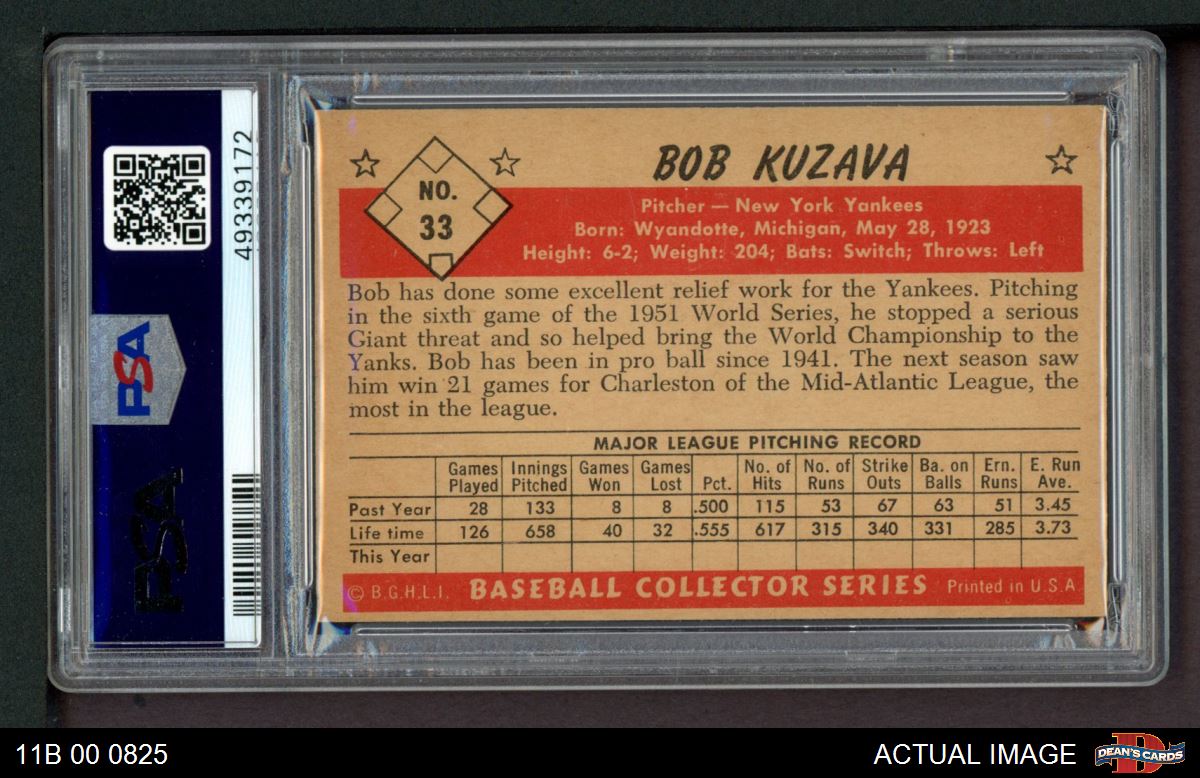 49339172
PSA
PSA
NO.
33
BOB KUZAVA
Pitcher — New York Yankees
Born: Wyandotte, Michigan, May 28, 1923
Height: 6-2; Weight: 204; Bats: Switch; Throws: Left
Bob has done some excellent relief work for the Yankees. Pitching
in the sixth game of the 1951 World Series, he stopped a serious
Giant threat and so helped bring the World Championship to the
Yanks. Bob has been in pro ball since 1941. The next season saw
him win 21 games for Charleston of the Mid-Atlantic League, the
most in the league.
MAJOR LEAGUE PITCHING RECORD
Games Innings Games Games No. of No. of Strike Ba. on Ern. E. Run
Played Pitched Won Lost Pct. Hits Runs Outs Balls Runs Ave.
Past Year 28 133 8 8 .500 115 53 67 63 51 3.45
Life time 126 658 40 32 .555 617 315 340 331 285 3.73
This Year
© B.G.H.L.I. BASEBALL COLLECTOR SERIES Printed in U.S.A.
11B 00 0825
ACTUAL IMAGE
DEAN'S CARDS